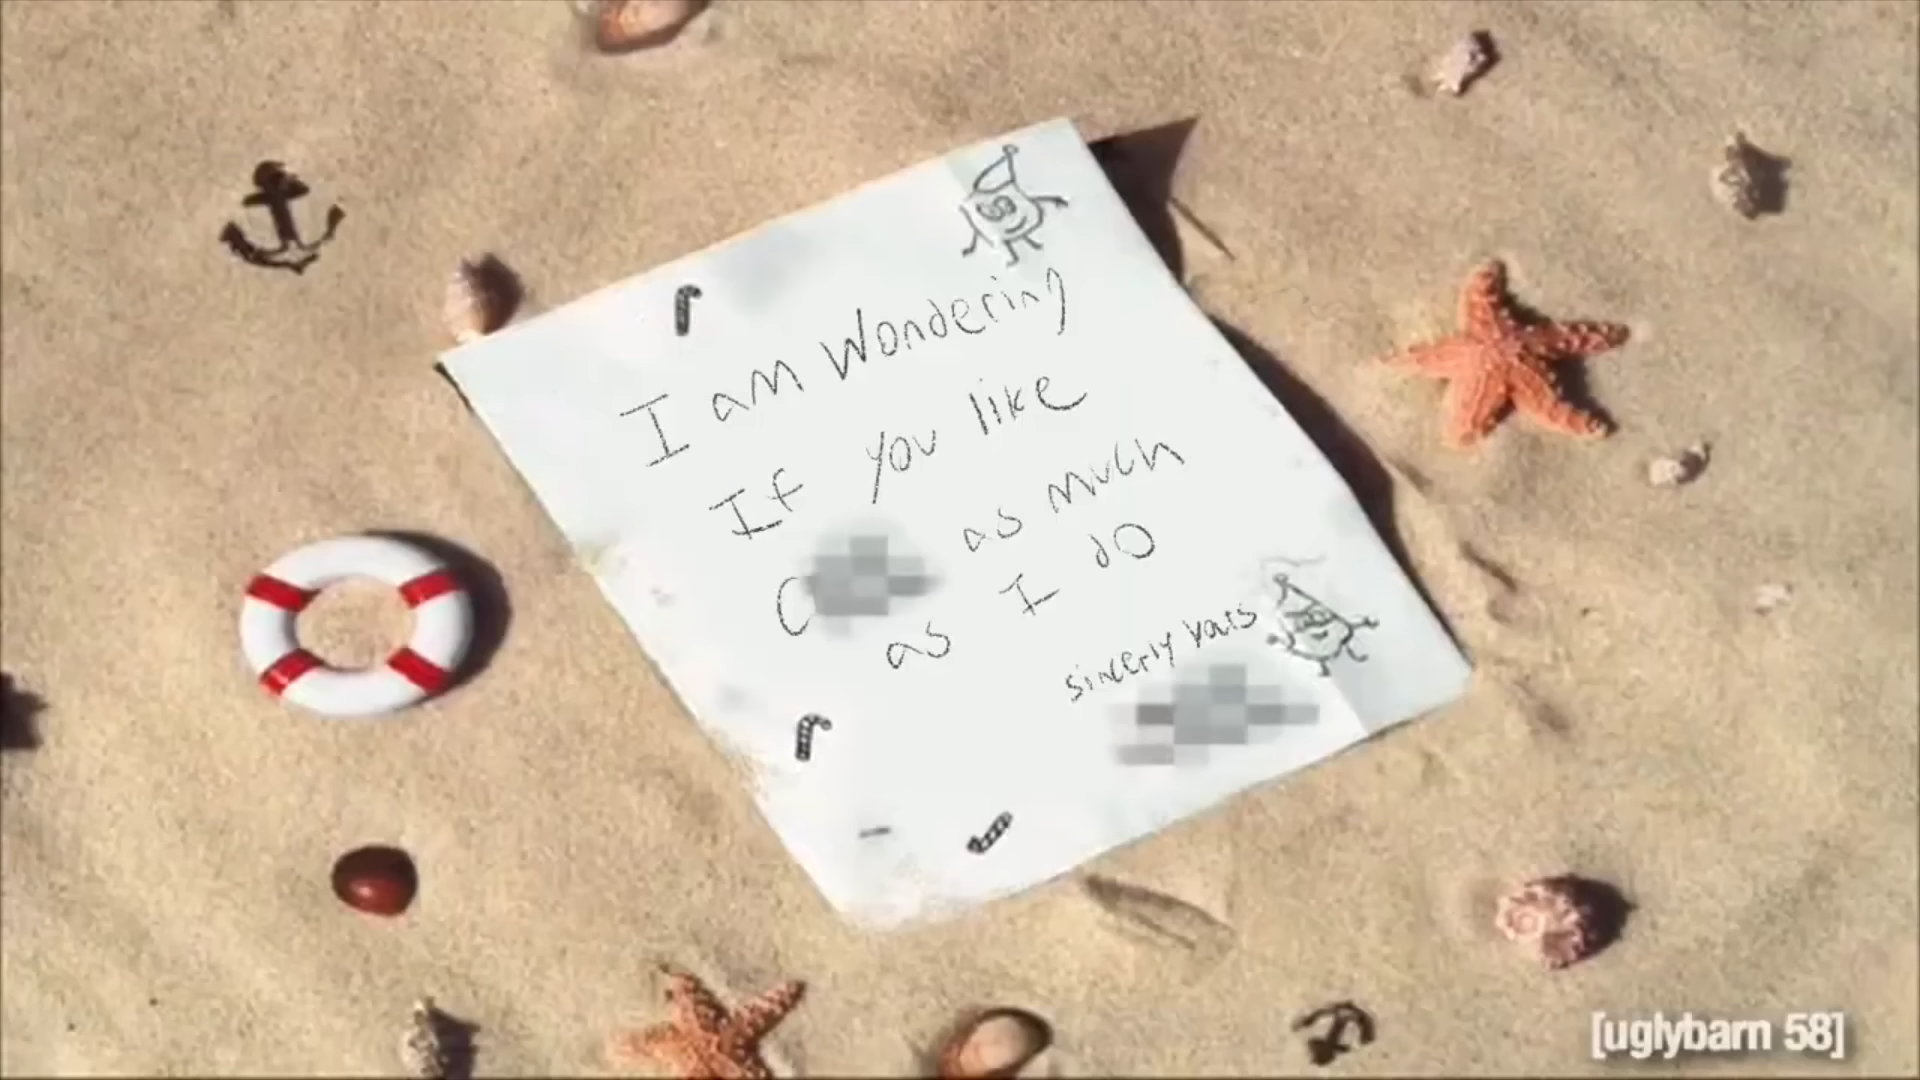 I am Wondering
If you like
as much
as I do
sincerly yours
[uglybarn 58]